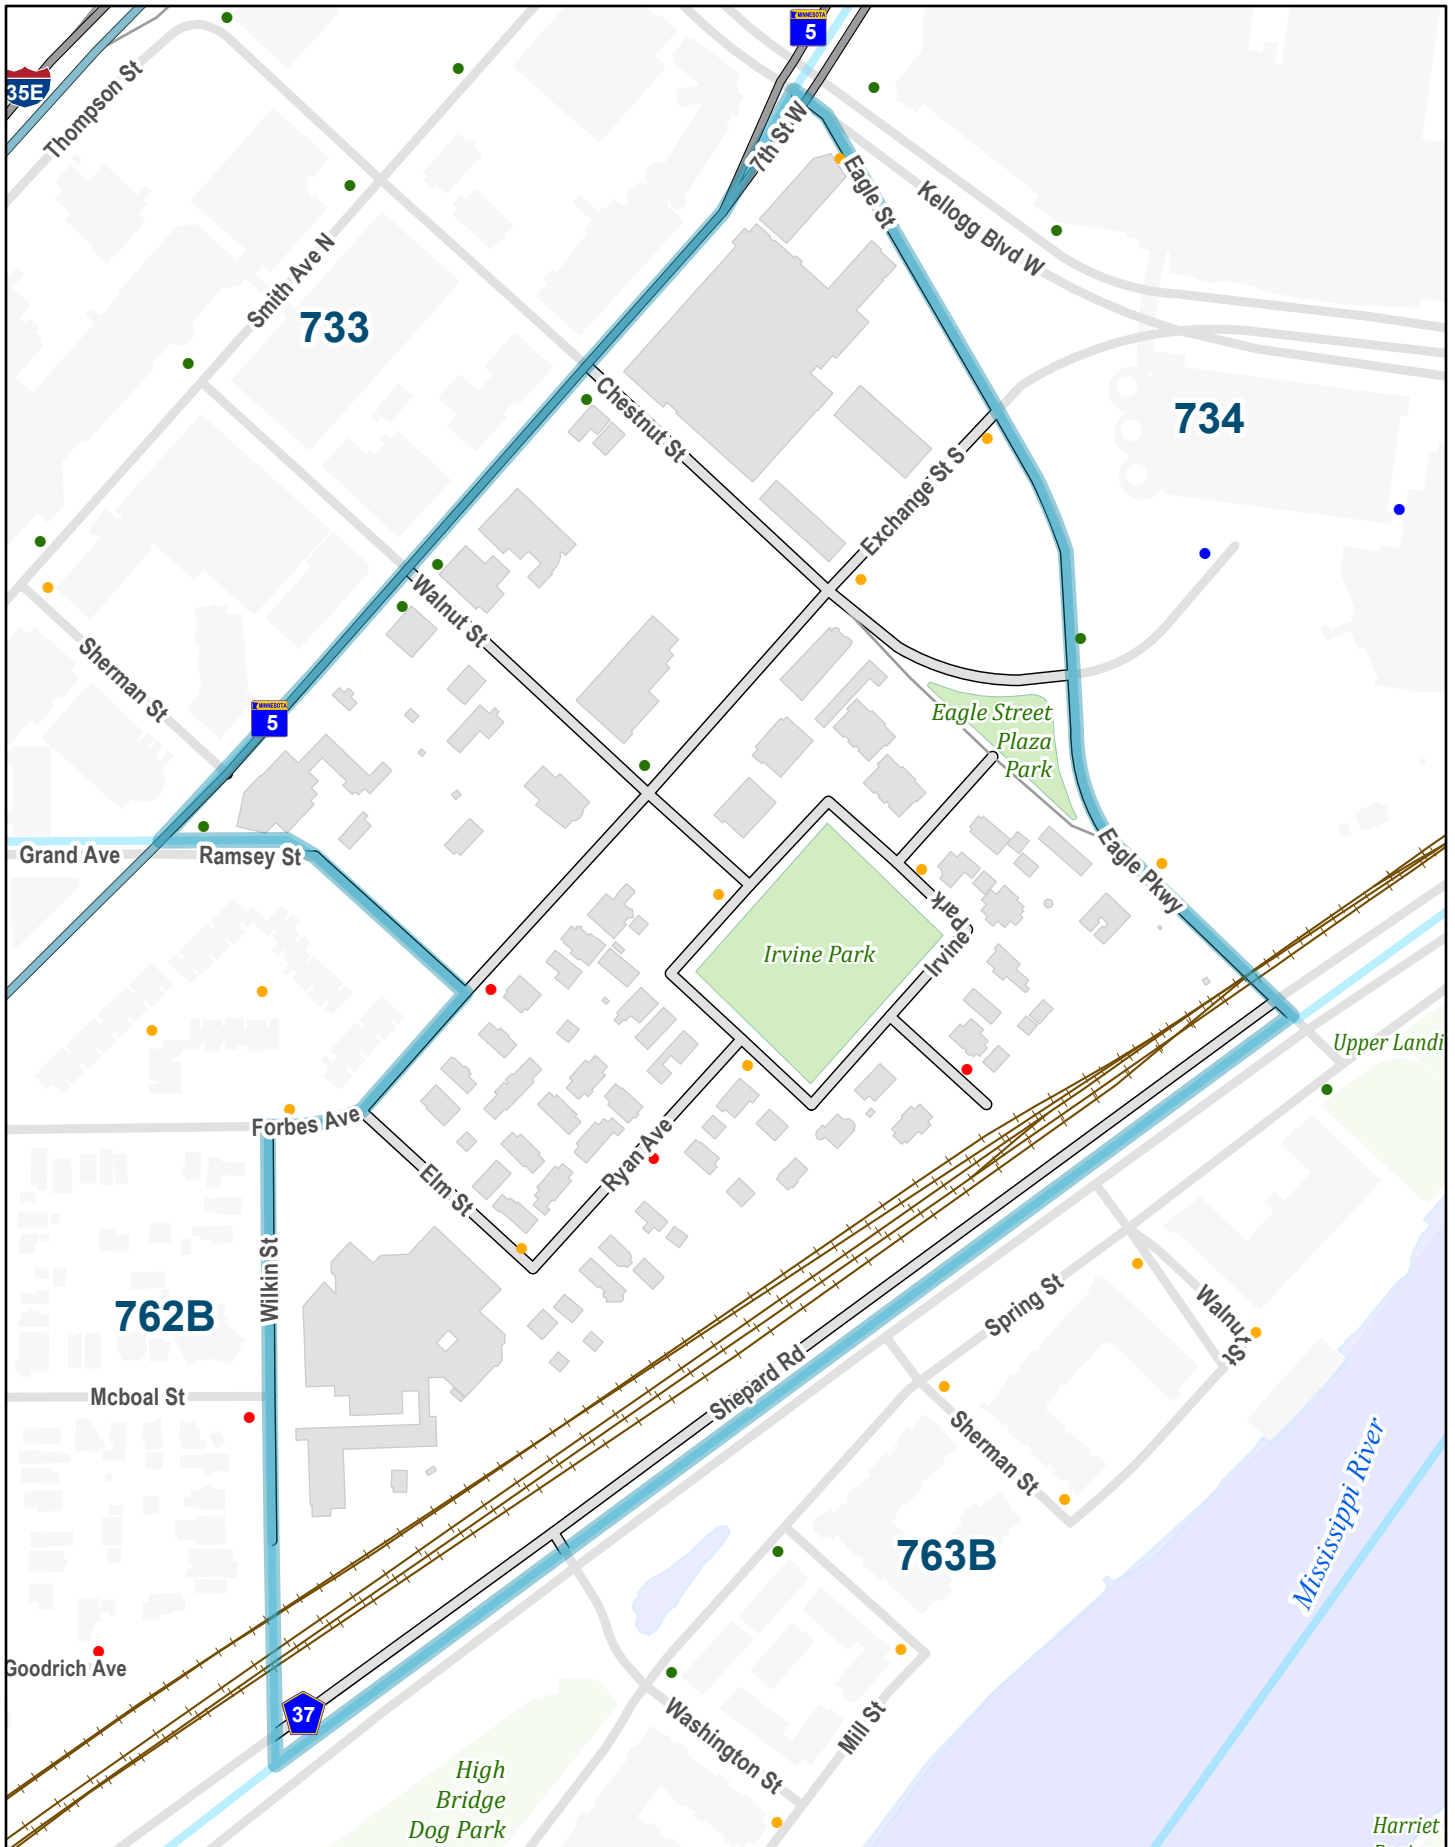 MINNESOTA
5
35E
Thompson St
7th St W
Eagle St
Kellogg Blvd W
Smith Ave N
733
734
Chestnut St
Exchange St S
Walnut St
Sherman St
MINNESOTA
5
Eagle Street
Plaza
Park
Grand Ave
Ramsey St
Eagle Pkwy
Irvine Park
Irvine Park
Upper Landi
Forbes Ave
Ryan Ave
Elm St
Wilkin St
762B
Spring St
Walnut St
Mcboal St
Shepard Rd
Sherman St
Mississippi River
763B
Goodrich Ave
37
Washington St
Mill St
High
Bridge
Dog Park
Harriet